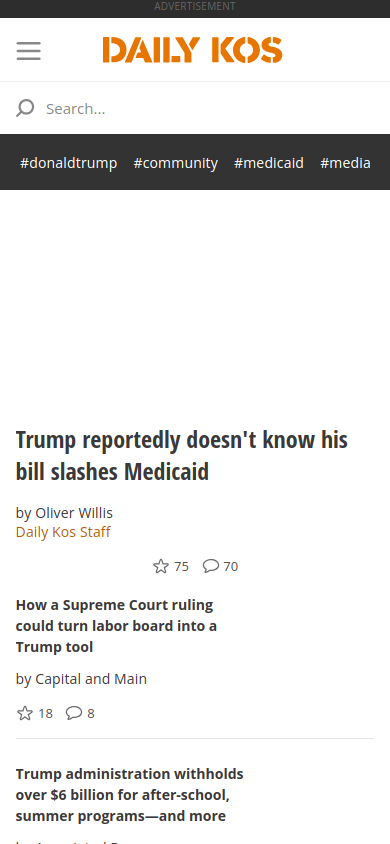 ADVERTISEMENT
DAILY KOS
Search...
#donaldtrump #community #medicaid #media
Trump reportedly doesn't know his
bill slashes Medicaid
by Oliver Willis
Daily Kos Staff
75 70
How a Supreme Court ruling
could turn labor board into a
Trump tool
by Capital and Main
18 8
Trump administration withholds
over $6 billion for after-school,
summer programs—and more